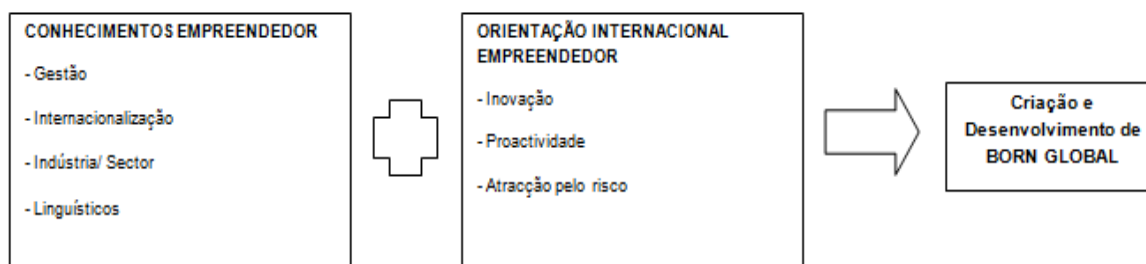 CONHECIMENTOS EMPREENDEDOR
- Gestão
- Internacionalização
- Indústria/ Sector
- Linguísticos
ORIENTAÇÃO INTERNACIONAL
EMPREENDEDOR
- Inovação
- Proactividade
- Atracção pelo risco
Criação e
Desenvolvimento de
BORN GLOBAL